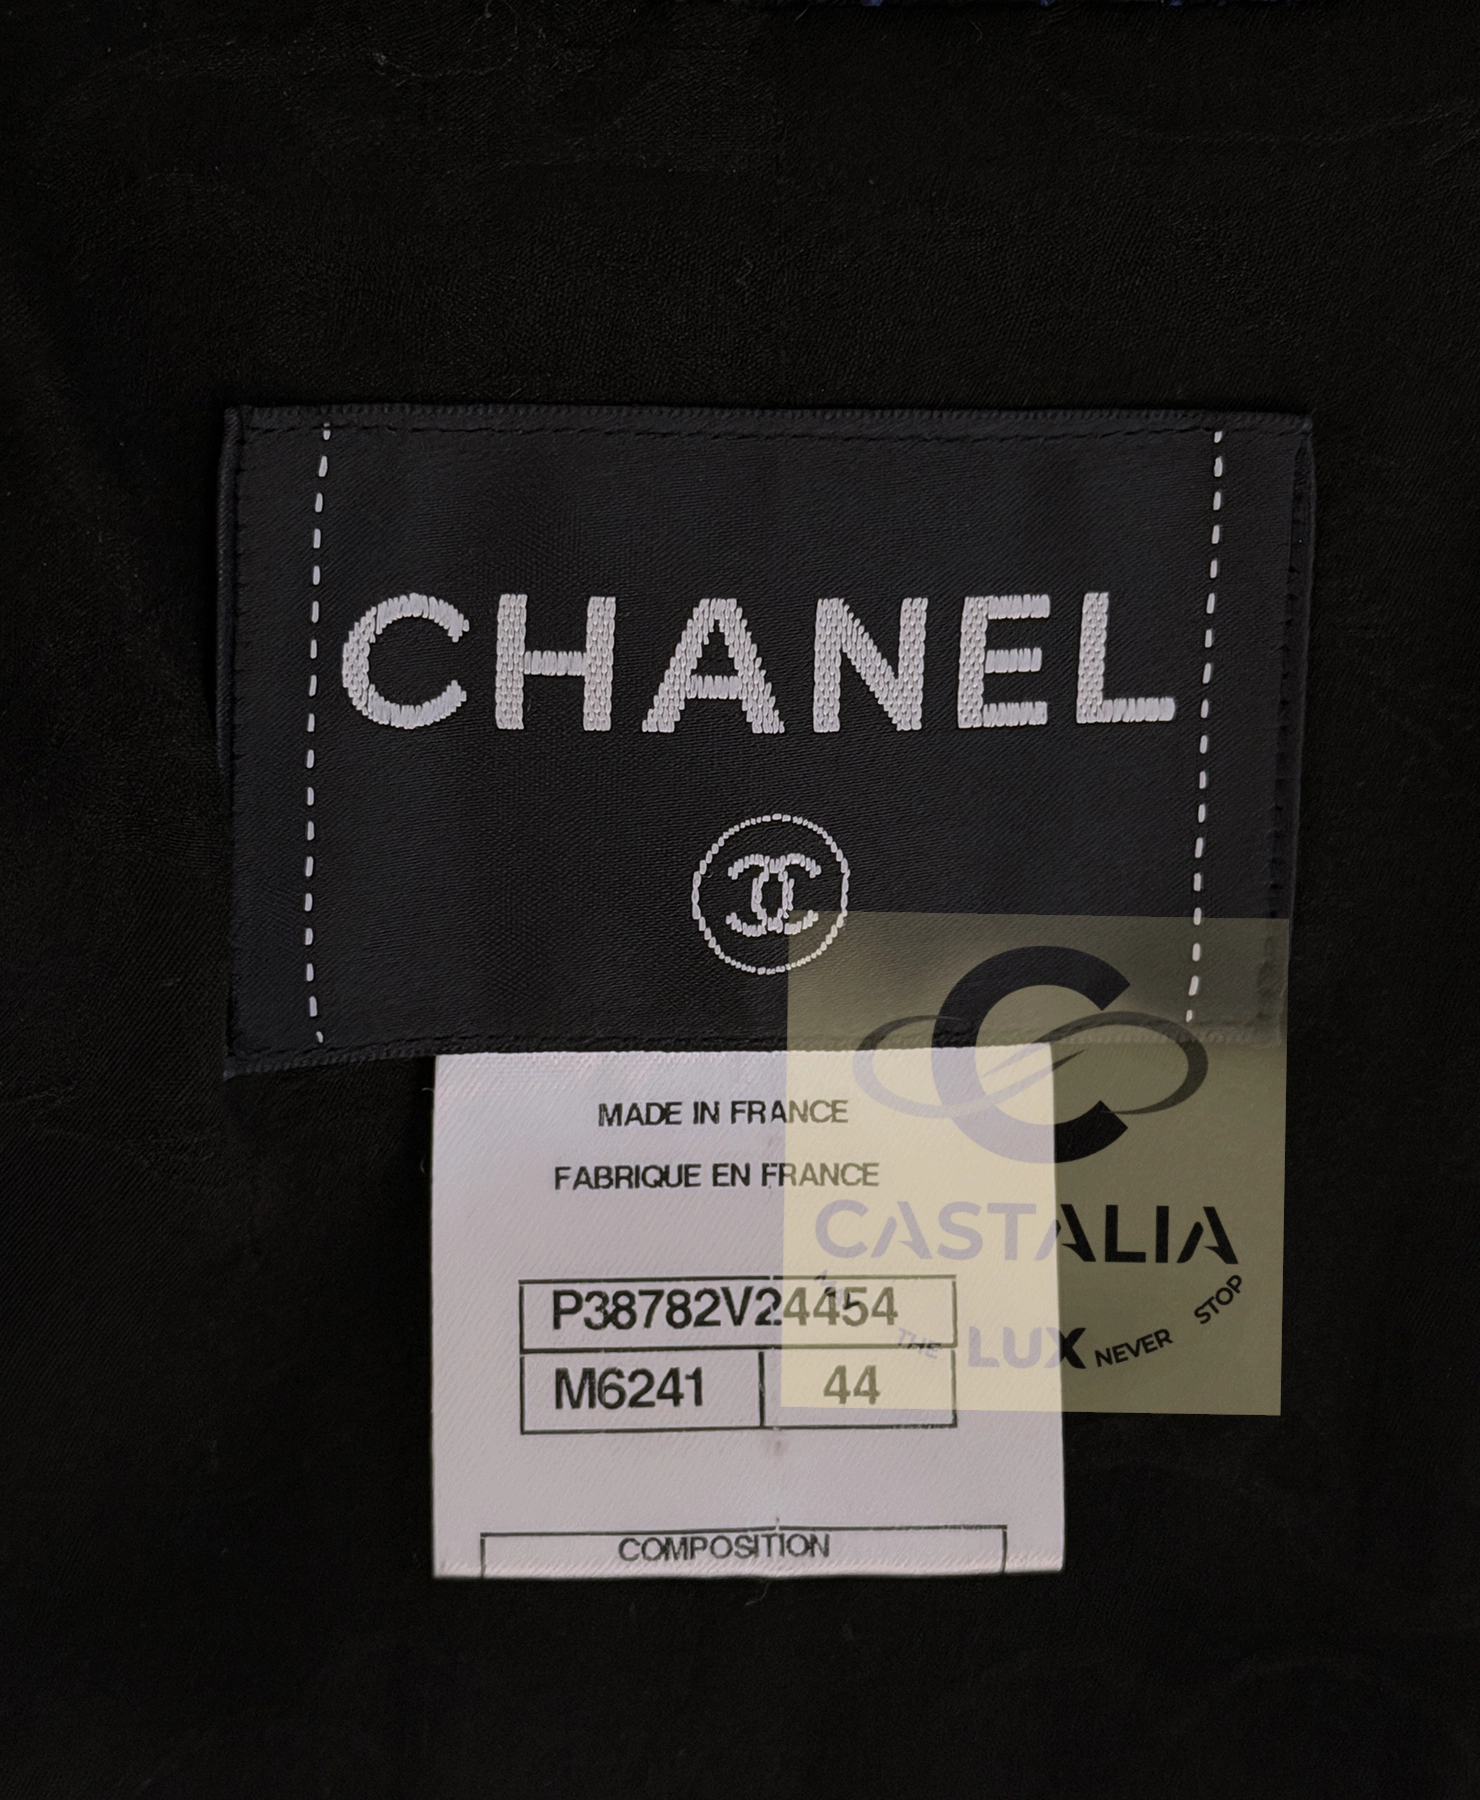 CHANEL
MADE IN FRANCE
FABRIQUE EN FRANCE
P38782V24454
M6241 44
COMPOSITION
CASTALIA
THE LUX NEVER STOP